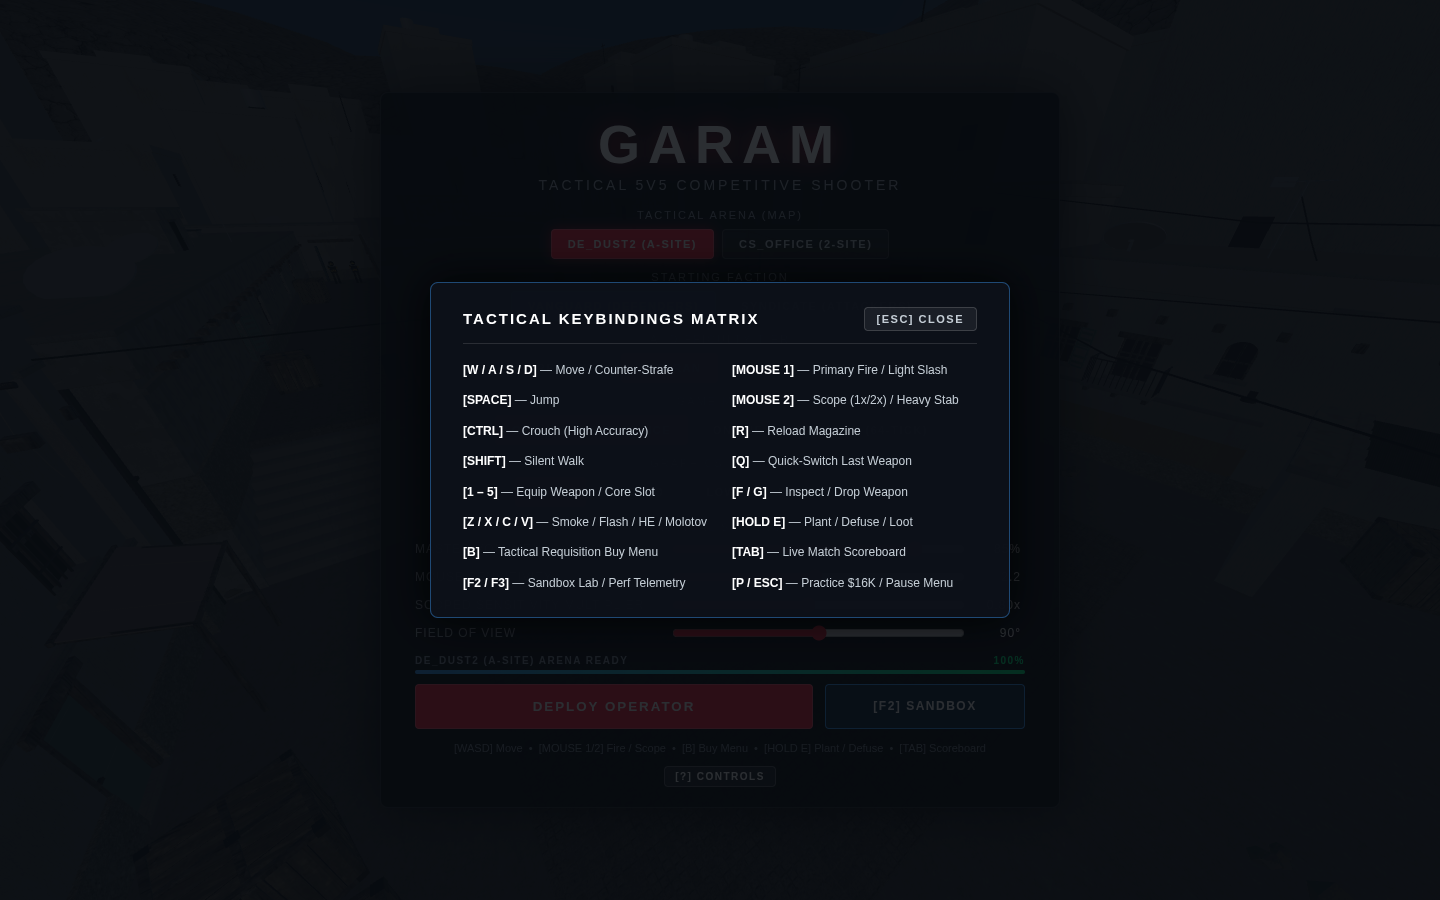 GARAM
TACTICAL 5V5 COMPETITIVE SHOOTER
TACTICAL ARENA (MAP)
DE_DUST2 (A-SITE)
CS_OFFICE (2-SITE)
STARTING FACTION
TACTICAL KEYBINDINGS MATRIX
[ESC] CLOSE
[W / A / S / D] — Move / Counter-Strafe
[MOUSE 1] — Primary Fire / Light Slash
[SPACE] — Jump
[MOUSE 2] — Scope (1x/2x) / Heavy Stab
[CTRL] — Crouch (High Accuracy)
[R] — Reload Magazine
[SHIFT] — Silent Walk
[Q] — Quick-Switch Last Weapon
[1 – 5] — Equip Weapon / Core Slot
[F / G] — Inspect / Drop Weapon
[Z / X / C / V] — Smoke / Flash / HE / Molotov
[HOLD E] — Plant / Defuse / Loot
[B] — Tactical Requisition Buy Menu
[TAB] — Live Match Scoreboard
[F2 / F3] — Sandbox Lab / Perf Telemetry
[P / ESC] — Practice $16K / Pause Menu
FIELD OF VIEW
90°
DE_DUST2 (A-SITE) ARENA READY
100%
DEPLOY OPERATOR
[F2] SANDBOX
[WASD] Move • [MOUSE 1/2] Fire / Scope • [B] Buy Menu • [HOLD E] Plant / Defuse • [TAB] Scoreboard
[?] CONTROLS